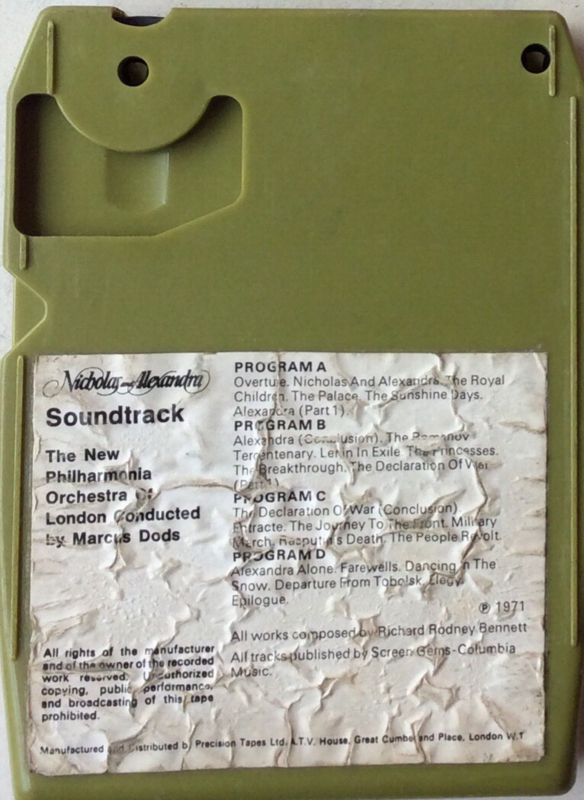 Nicholas and Alexandra
Soundtrack
The New
Philharmonia
Orchestra Of
London Conducted
by Marcus Dods
All rights of the manufacturer
and of the owner of the recorded
work reserved. Unauthorized
copying, public performance,
and broadcasting of this tape
prohibited.
PROGRAM A
Overture. Nicholas And Alexandra. The Royal
Children. The Palace. The Sunshine Days.
Alexandra (Part 1).
PROGRAM B
Alexandra (Conclusion). The Romanov
Tercentenary. Lenin In Exile. The Princesses.
The Breakthrough. The Declaration Of War
(Part 1).
PROGRAM C
The Declaration Of War (Conclusion)
Entracte. The Journey To The Front. Military
March. Rasputin's Death. The People Revolt.
PROGRAM D
Alexandra Alone. Farewells. Dancing In The
Snow. Departure From Tobolsk. Elegy.
Epilogue.
℗ 1971
All works composed by Richard Rodney Bennett
All tracks published by Screen Gems-Columbia
Music.
Manufactured and Distributed by Precision Tapes Ltd. A.T.V. House, Great Cumberland Place, London W.1